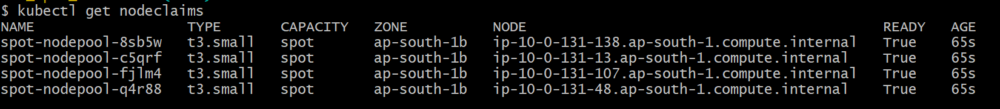 $ kubectl get nodeclaims
NAME TYPE CAPACITY ZONE NODE READY AGE
spot-nodepool-8sb5w t3.small spot ap-south-1b ip-10-0-131-138.ap-south-1.compute.internal True 65s
spot-nodepool-c5qrf t3.small spot ap-south-1b ip-10-0-131-13.ap-south-1.compute.internal True 65s
spot-nodepool-fjlm4 t3.small spot ap-south-1b ip-10-0-131-107.ap-south-1.compute.internal True 65s
spot-nodepool-q4r88 t3.small spot ap-south-1b ip-10-0-131-48.ap-south-1.compute.internal True 65s